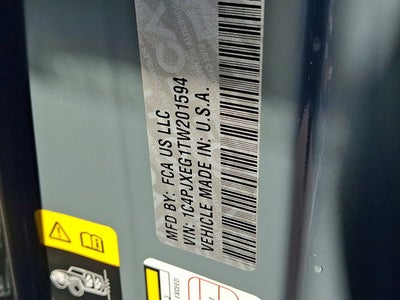 MFD BY: FCA US LLC
VIN: 1C4PJXEG1TW201594
VEHICLE MADE IN: U.S.A.